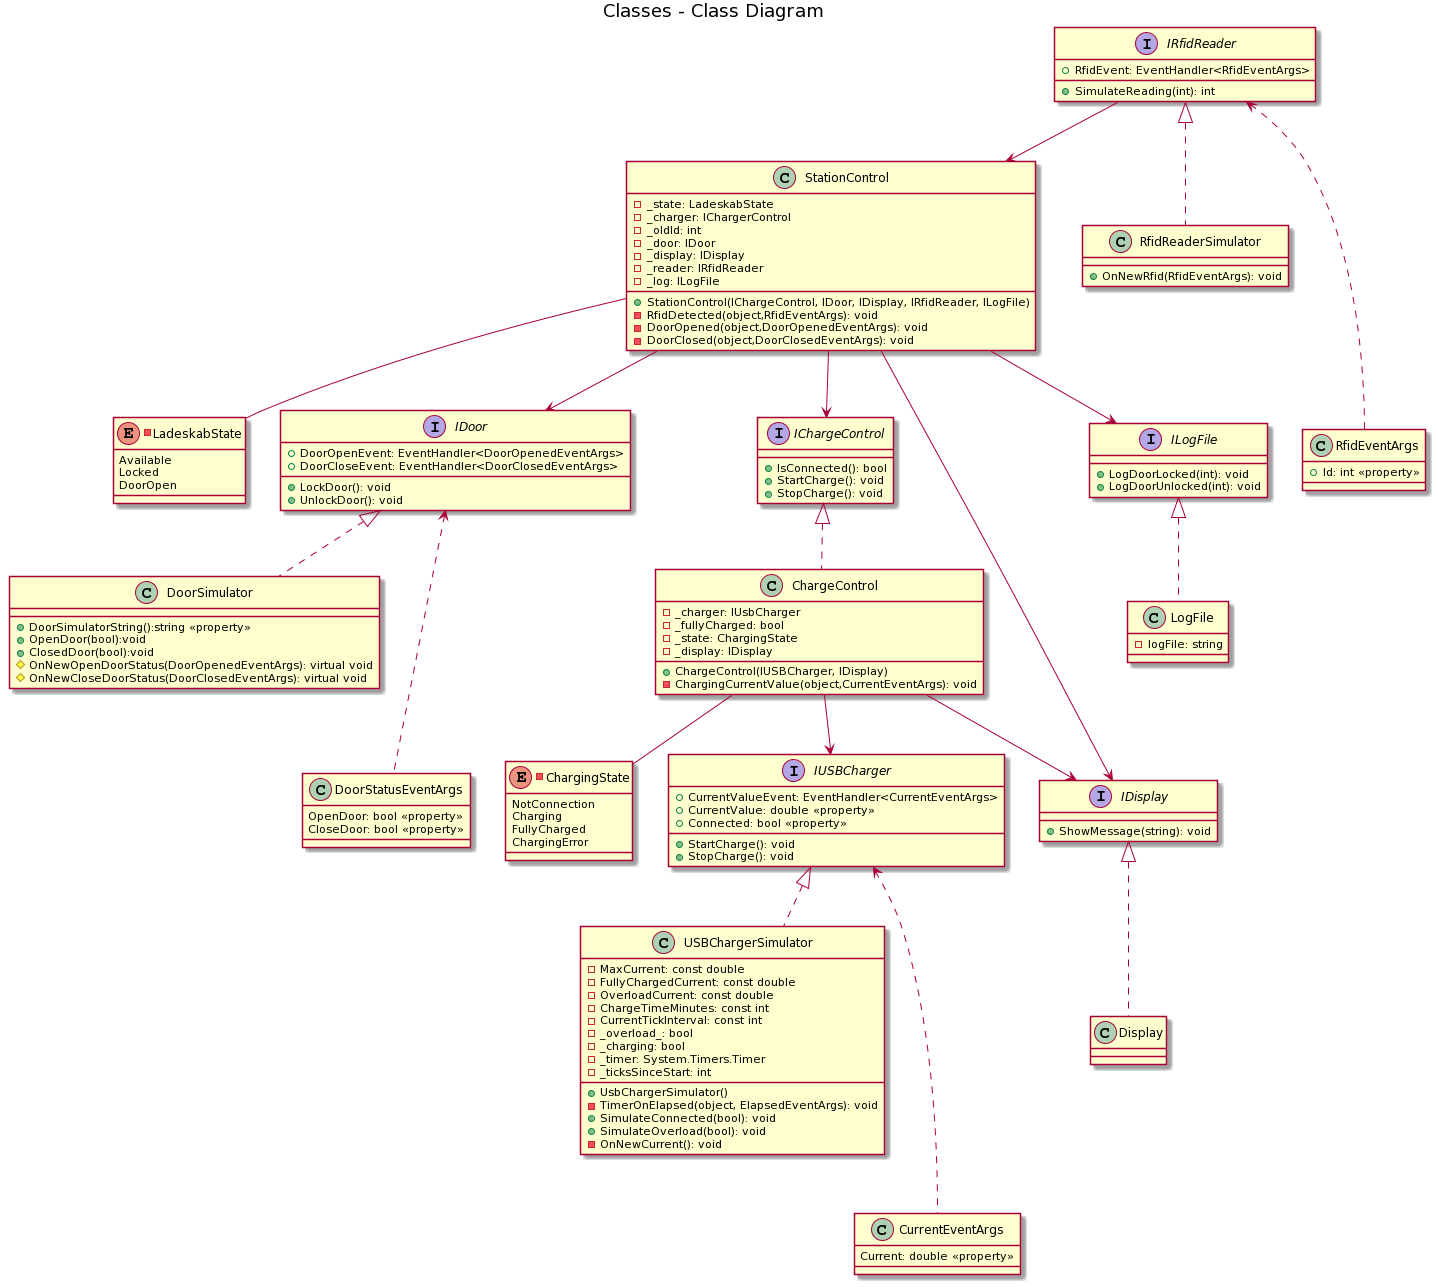 Classes - Class Diagram
I IRfidReader
RfidEvent: EventHandler<RfidEventArgs>
SimulateReading(int): int
C StationControl
_state: LadeskabState
_charger: IChargerControl
_oldId: int
_door: IDoor
_display: IDisplay
_reader: IRfidReader
_log: ILogFile
StationControl(IChargeControl, IDoor, IDisplay, IRfidReader, ILogFile)
RfidDetected(object,RfidEventArgs): void
DoorOpened(object,DoorOpenedEventArgs): void
DoorClosed(object,DoorClosedEventArgs): void
C RfidReaderSimulator
OnNewRfid(RfidEventArgs): void
E LadeskabState
Available
Locked
DoorOpen
I IDoor
DoorOpenEvent: EventHandler<DoorOpenedEventArgs>
DoorCloseEvent: EventHandler<DoorClosedEventArgs>
LockDoor(): void
UnlockDoor(): void
I IChargeControl
IsConnected(): bool
StartCharge(): void
StopCharge(): void
I ILogFile
LogDoorLocked(int): void
LogDoorUnlocked(int): void
C RfidEventArgs
Id: int «property»
C DoorSimulator
DoorSimulatorString():string «property»
OpenDoor(bool):void
ClosedDoor(bool):void
OnNewOpenDoorStatus(DoorOpenedEventArgs): virtual void
OnNewCloseDoorStatus(DoorClosedEventArgs): virtual void
C ChargeControl
_charger: IUsbCharger
_fullyCharged: bool
_state: ChargingState
_display: IDisplay
ChargeControl(IUSBCharger, IDisplay)
ChargingCurrentValue(object,CurrentEventArgs): void
C LogFile
logFile: string
C DoorStatusEventArgs
OpenDoor: bool «property»
CloseDoor: bool «property»
E ChargingState
NotConnection
Charging
FullyCharged
ChargingError
I IUSBCharger
CurrentValueEvent: EventHandler<CurrentEventArgs>
CurrentValue: double «property»
Connected: bool «property»
StartCharge(): void
StopCharge(): void
I IDisplay
ShowMessage(string): void
C USBChargerSimulator
MaxCurrent: const double
FullyChargedCurrent: const double
OverloadCurrent: const double
ChargeTimeMinutes: const int
CurrentTickInterval: const int
_overload_: bool
_charging: bool
_timer: System.Timers.Timer
_ticksSinceStart: int
UsbChargerSimulator()
TimerOnElapsed(object, ElapsedEventArgs): void
SimulateConnected(bool): void
SimulateOverload(bool): void
OnNewCurrent(): void
C Display
C CurrentEventArgs
Current: double «property»